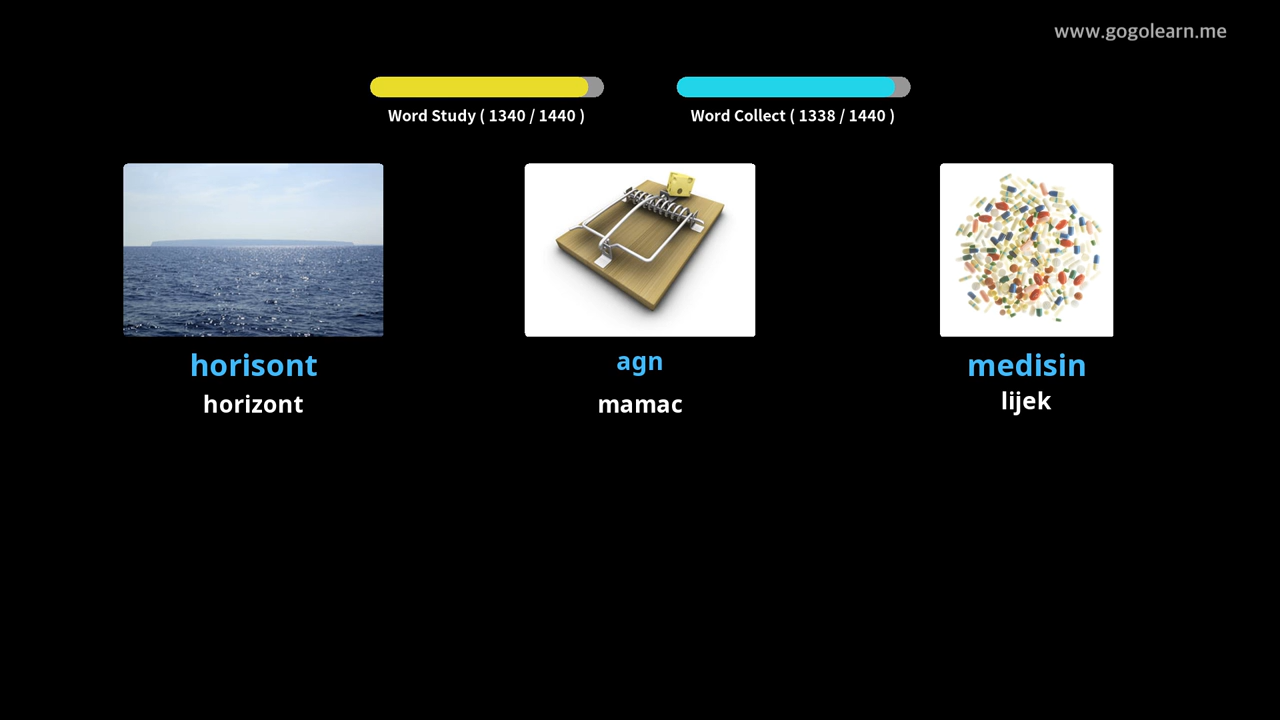 www.gogolearn.me
Word Study ( 1340 / 1440 )
Word Collect ( 1338 / 1440 )
horisont
agn
medisin
horizont
mamac
lijek